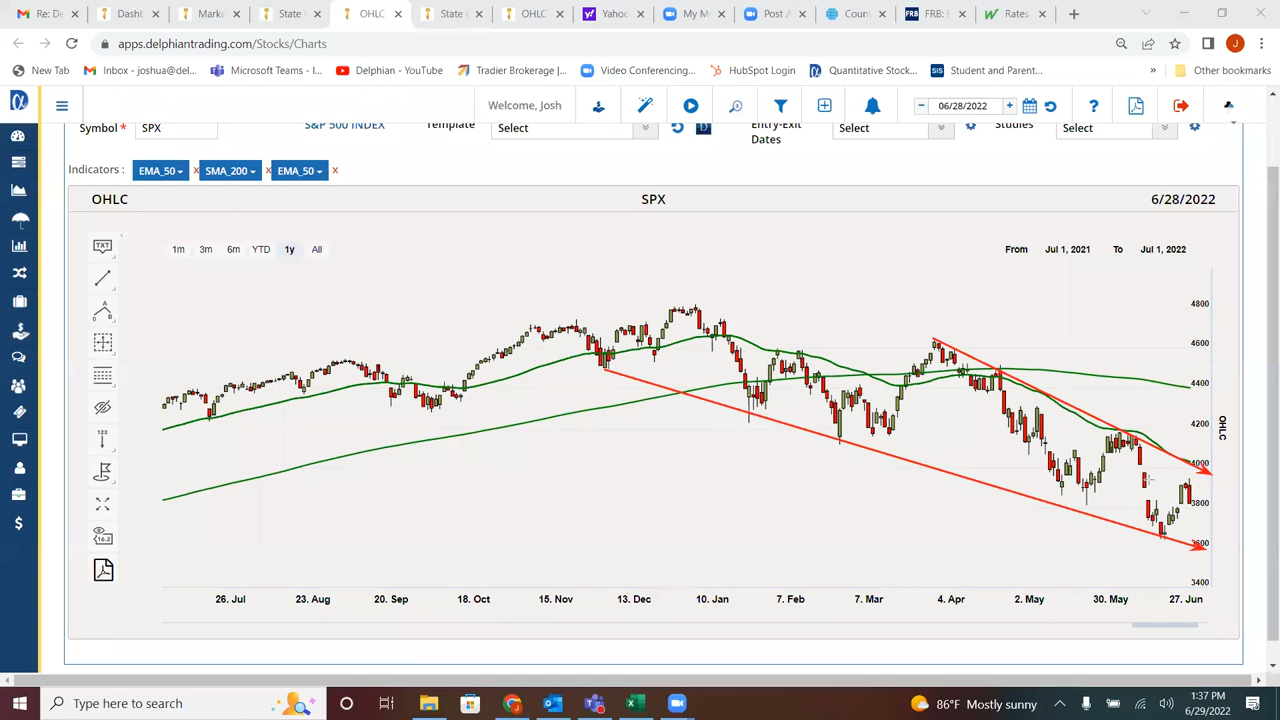 Re: De
Dashb
Marke
State
OHLC
State
OHLC
Yahoo
My M
Post A
Count
FRB: H
Rates
apps.delphiantrading.com/Stocks/Charts
New Tab
Inbox - joshua@del...
Microsoft Teams - I...
Delphian - YouTube
Tradier Brokerage |...
Video Conferencing...
HubSpot Login
Quantitative Stock...
Student and Parent...
»
Other bookmarks
Welcome, Josh
06/28/2022
Symbol * SPX S&P 500 INDEX Template Select Entry-Exit Dates Select Studies Select
Indicators : EMA_50 x SMA_200 x EMA_50 x
OHLC SPX 6/28/2022
TXT 1m 3m 6m YTD 1y All From Jul 1, 2021 To Jul 1, 2022
A
B
123
16.2
4800
4600
4400
4200
4000
3800
3600
3400
OHLC
26. Jul 23. Aug 20. Sep 18. Oct 15. Nov 13. Dec 10. Jan 7. Feb 7. Mar 4. Apr 2. May 30. May 27. Jun
Type here to search
86°F Mostly sunny
1:37 PM
6/29/2022